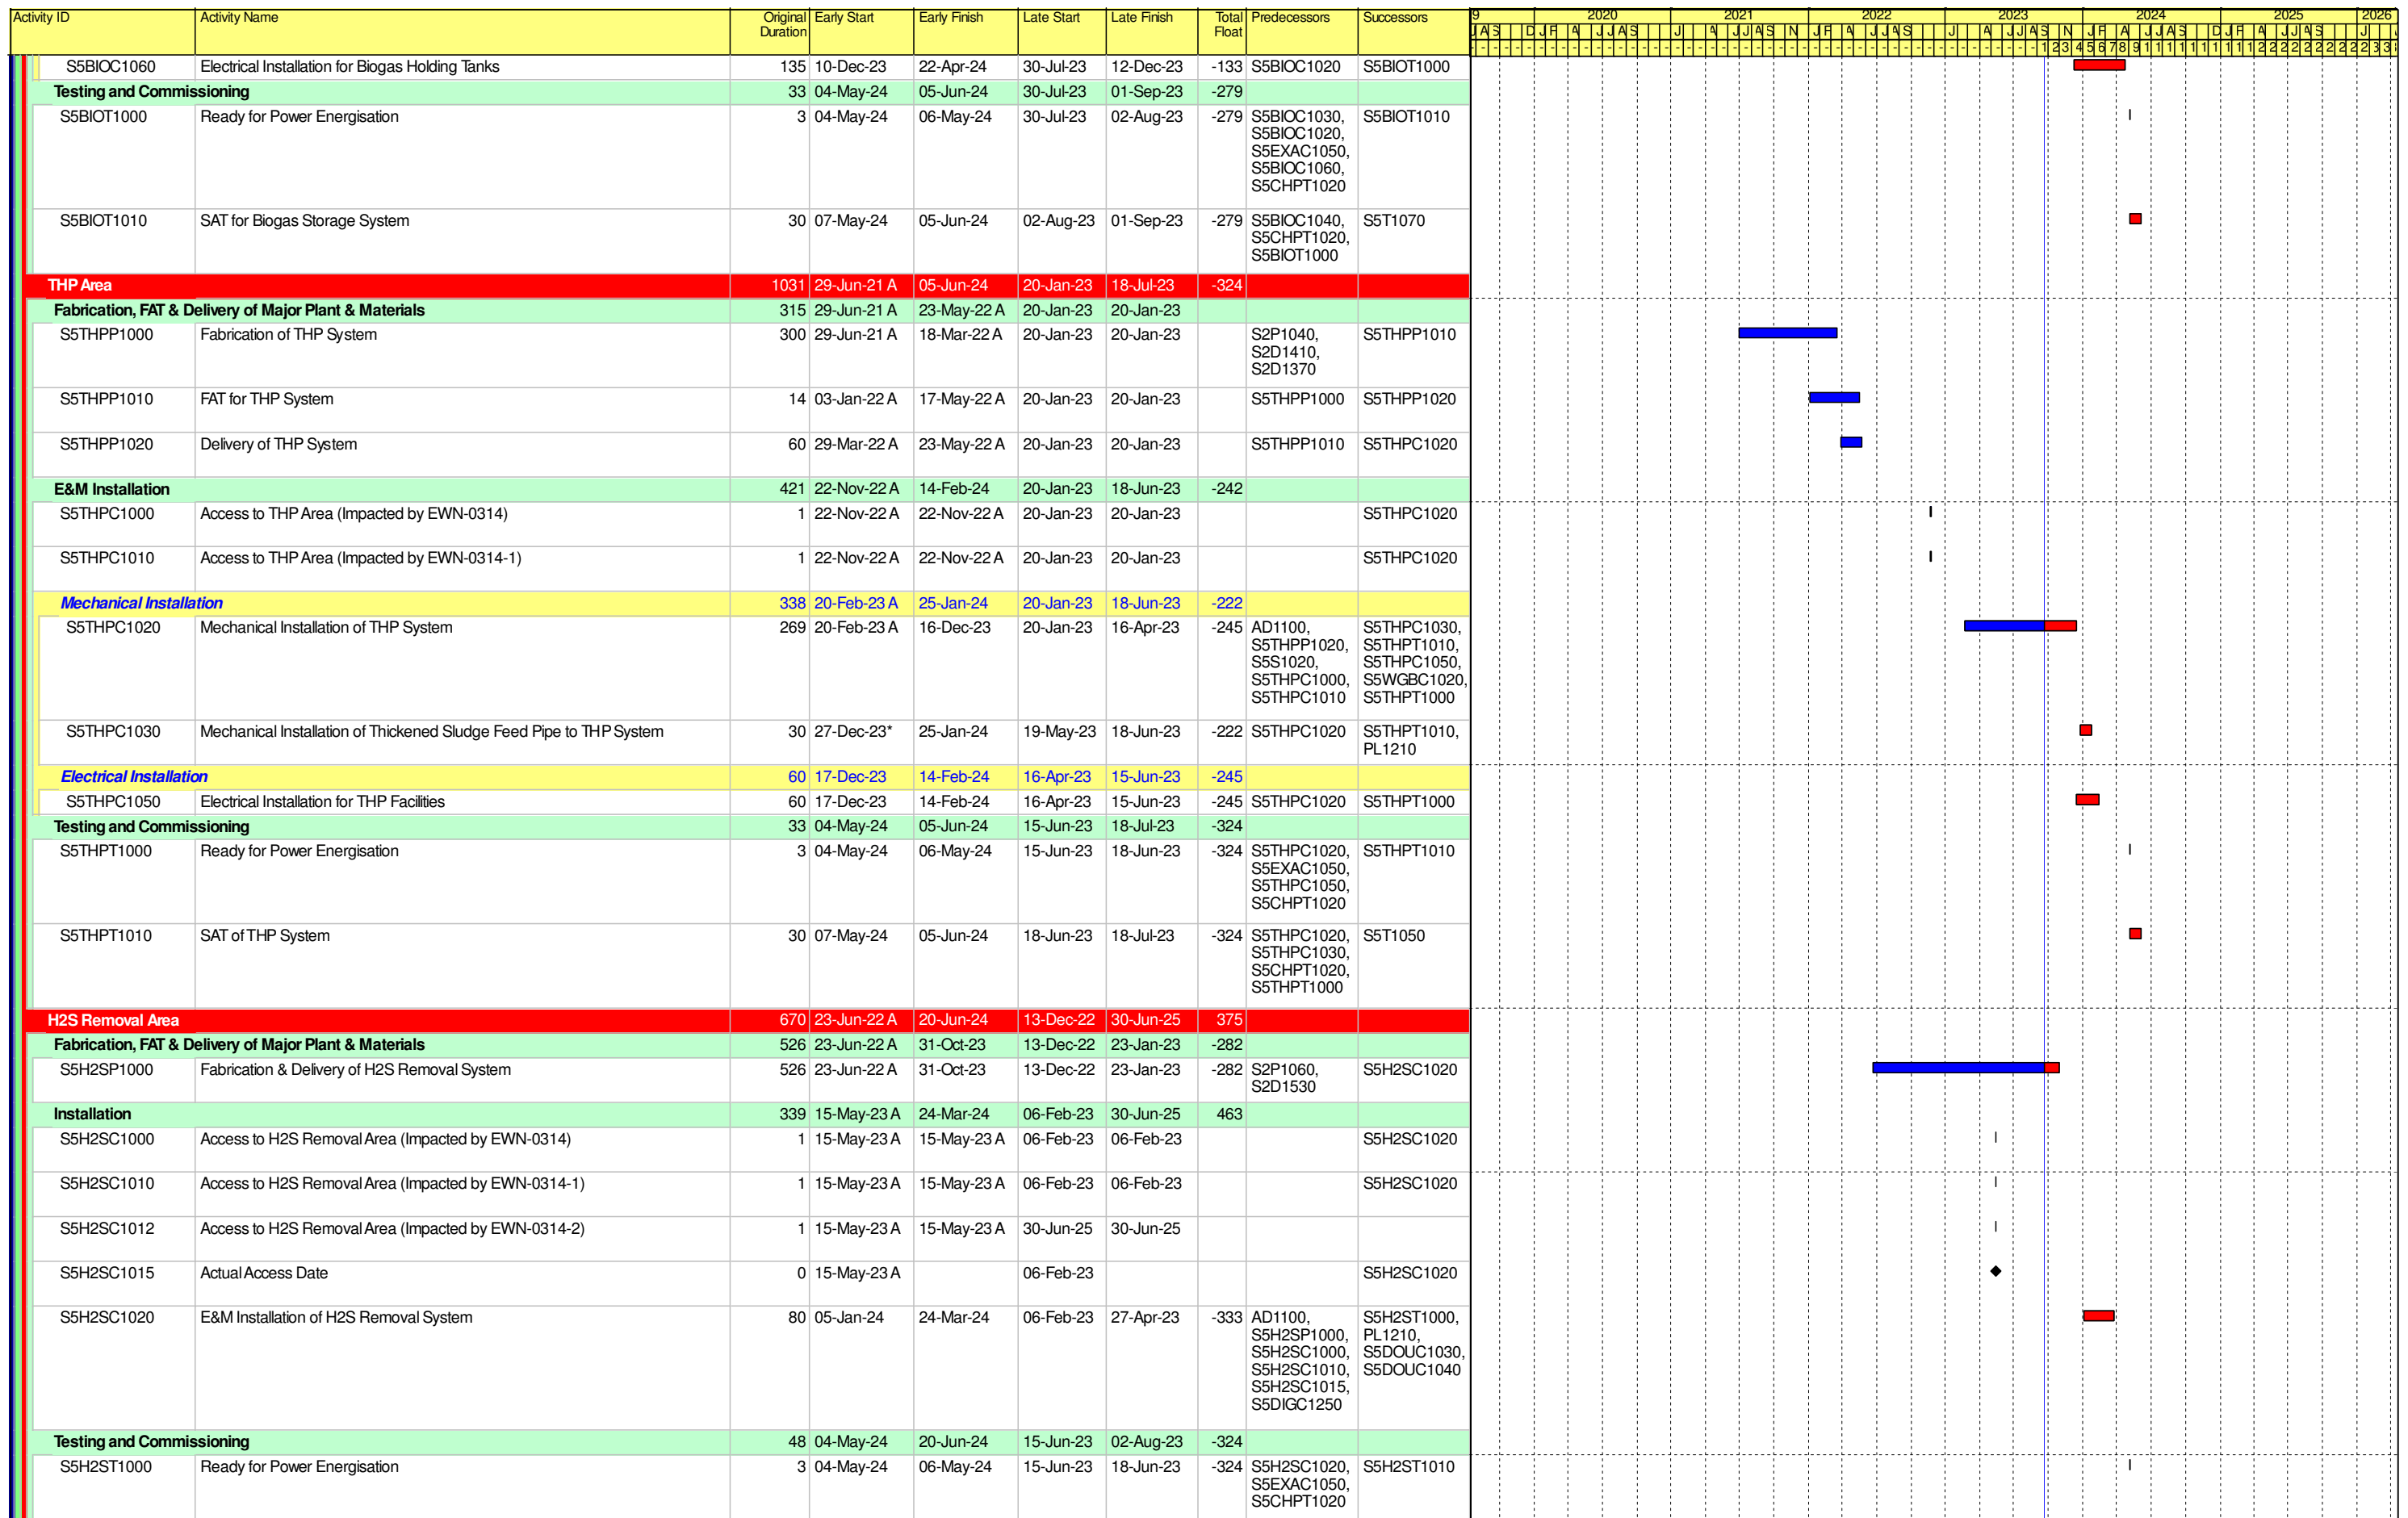 Activity ID Activity Name Original Duration Early Start Early Finish Late Start Late Finish Total Float Predecessors Successors
9 2020 2021 2022 2023 2024 2025 2026
S5BIOC1060 Electrical Installation for Biogas Holding Tanks 135 10-Dec-23 22-Apr-24 30-Jul-23 12-Dec-23 -133 S5BIOC1020 S5BIOT1000
Testing and Commissioning 33 04-May-24 05-Jun-24 30-Jul-23 01-Sep-23 -279
S5BIOT1000 Ready for Power Energisation 3 04-May-24 06-May-24 30-Jul-23 02-Aug-23 -279 S5BIOC1030, S5BIOT1010
S5BIOC1020,
S5EXAC1050,
S5BIOC1060,
S5CHPT1020
S5BIOT1010 SAT for Biogas Storage System 30 07-May-24 05-Jun-24 02-Aug-23 01-Sep-23 -279 S5BIOC1040, S5T1070
S5CHPT1020,
S5BIOT1000
THP Area 1031 29-Jun-21 A 05-Jun-24 20-Jan-23 18-Jul-23 -324
Fabrication, FAT & Delivery of Major Plant & Materials 315 29-Jun-21 A 23-May-22 A 20-Jan-23 20-Jan-23
S5THPP1000 Fabrication of THP System 300 29-Jun-21 A 18-Mar-22 A 20-Jan-23 20-Jan-23 S2P1040, S5THPP1010
S2D1410,
S2D1370
S5THPP1010 FAT for THP System 14 03-Jan-22 A 17-May-22 A 20-Jan-23 20-Jan-23 S5THPP1000 S5THPP1020
S5THPP1020 Delivery of THP System 60 29-Mar-22 A 23-May-22 A 20-Jan-23 20-Jan-23 S5THPP1010 S5THPC1020
E&M Installation 421 22-Nov-22 A 14-Feb-24 20-Jan-23 18-Jun-23 -242
S5THPC1000 Access to THP Area (Impacted by EWN-0314) 1 22-Nov-22 A 22-Nov-22 A 20-Jan-23 20-Jan-23 S5THPC1020
S5THPC1010 Access to THP Area (Impacted by EWN-0314-1) 1 22-Nov-22 A 22-Nov-22 A 20-Jan-23 20-Jan-23 S5THPC1020
Mechanical Installation 338 20-Feb-23 A 25-Jan-24 20-Jan-23 18-Jun-23 -222
S5THPC1020 Mechanical Installation of THP System 269 20-Feb-23 A 16-Dec-23 20-Jan-23 16-Apr-23 -245 AD1100, S5THPC1030,
S5THPP1020, S5THPT1010,
S5S1020, S5THPC1050,
S5THPC1000, S5WGBC1020,
S5THPC1010 S5THPT1000
S5THPC1030 Mechanical Installation of Thickened Sludge Feed Pipe to THP System 30 27-Dec-23* 25-Jan-24 19-May-23 18-Jun-23 -222 S5THPC1020 S5THPT1010,
PL1210
Electrical Installation 60 17-Dec-23 14-Feb-24 16-Apr-23 15-Jun-23 -245
S5THPC1050 Electrical Installation for THP Facilities 60 17-Dec-23 14-Feb-24 16-Apr-23 15-Jun-23 -245 S5THPC1020 S5THPT1000
Testing and Commissioning 33 04-May-24 05-Jun-24 15-Jun-23 18-Jul-23 -324
S5THPT1000 Ready for Power Energisation 3 04-May-24 06-May-24 15-Jun-23 18-Jun-23 -324 S5THPC1020, S5THPT1010
S5EXAC1050,
S5THPC1050,
S5CHPT1020
S5THPT1010 SAT of THP System 30 07-May-24 05-Jun-24 18-Jun-23 18-Jul-23 -324 S5THPC1020, S5T1050
S5THPC1030,
S5CHPT1020,
S5THPT1000
H2S Removal Area 670 23-Jun-22 A 20-Jun-24 13-Dec-22 30-Jun-25 375
Fabrication, FAT & Delivery of Major Plant & Materials 526 23-Jun-22 A 31-Oct-23 13-Dec-22 23-Jan-23 -282
S5H2SP1000 Fabrication & Delivery of H2S Removal System 526 23-Jun-22 A 31-Oct-23 13-Dec-22 23-Jan-23 -282 S2P1060, S5H2SC1020
S2D1530
Installation 339 15-May-23 A 24-Mar-24 06-Feb-23 30-Jun-25 463
S5H2SC1000 Access to H2S Removal Area (Impacted by EWN-0314) 1 15-May-23 A 15-May-23 A 06-Feb-23 06-Feb-23 S5H2SC1020
S5H2SC1010 Access to H2S Removal Area (Impacted by EWN-0314-1) 1 15-May-23 A 15-May-23 A 06-Feb-23 06-Feb-23 S5H2SC1020
S5H2SC1012 Access to H2S Removal Area (Impacted by EWN-0314-2) 1 15-May-23 A 15-May-23 A 30-Jun-25 30-Jun-25
S5H2SC1015 Actual Access Date 0 15-May-23 A 06-Feb-23 S5H2SC1020
S5H2SC1020 E&M Installation of H2S Removal System 80 05-Jan-24 24-Mar-24 06-Feb-23 27-Apr-23 -333 AD1100, S5H2ST1000,
S5H2SP1000, PL1210,
S5H2SC1000, S5DOUC1030,
S5H2SC1010, S5DOUC1040
S5H2SC1015,
S5DIGC1250
Testing and Commissioning 48 04-May-24 20-Jun-24 15-Jun-23 02-Aug-23 -324
S5H2ST1000 Ready for Power Energisation 3 04-May-24 06-May-24 15-Jun-23 18-Jun-23 -324 S5H2SC1020, S5H2ST1010
S5EXAC1050,
S5CHPT1020